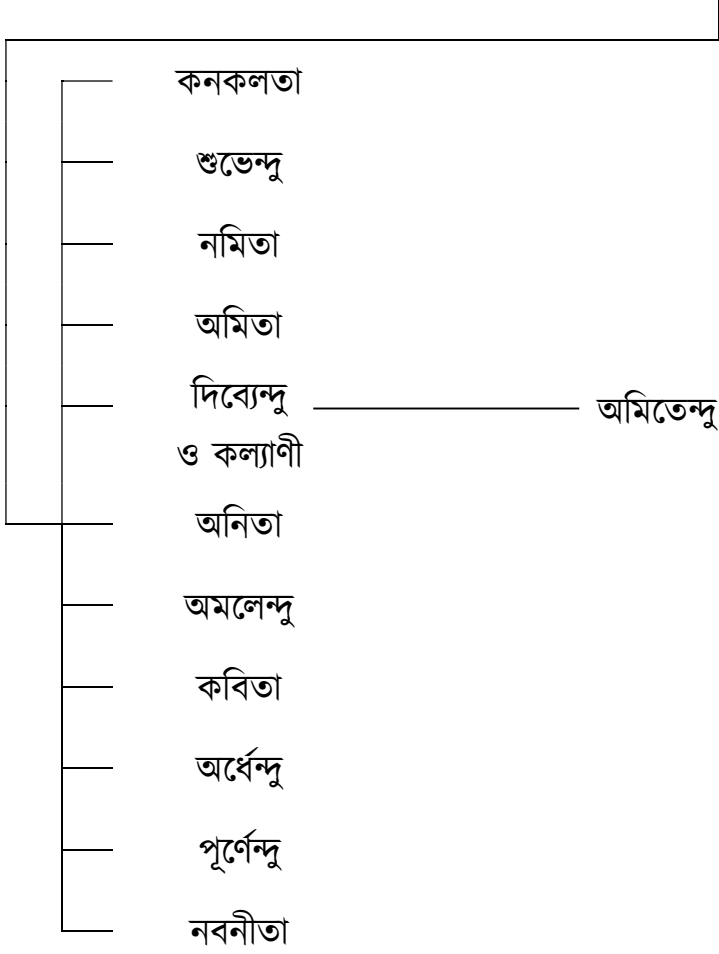 কনকলতা
শুভেন্দু
নমিতা
অমিতা
দিব্যেন্দু
অমিতেন্দু
ও কল্যাণী
অনিতা
অমলেন্দু
কবিতা
অর্ধেন্দু
পূর্ণেন্দু
নবনীতা